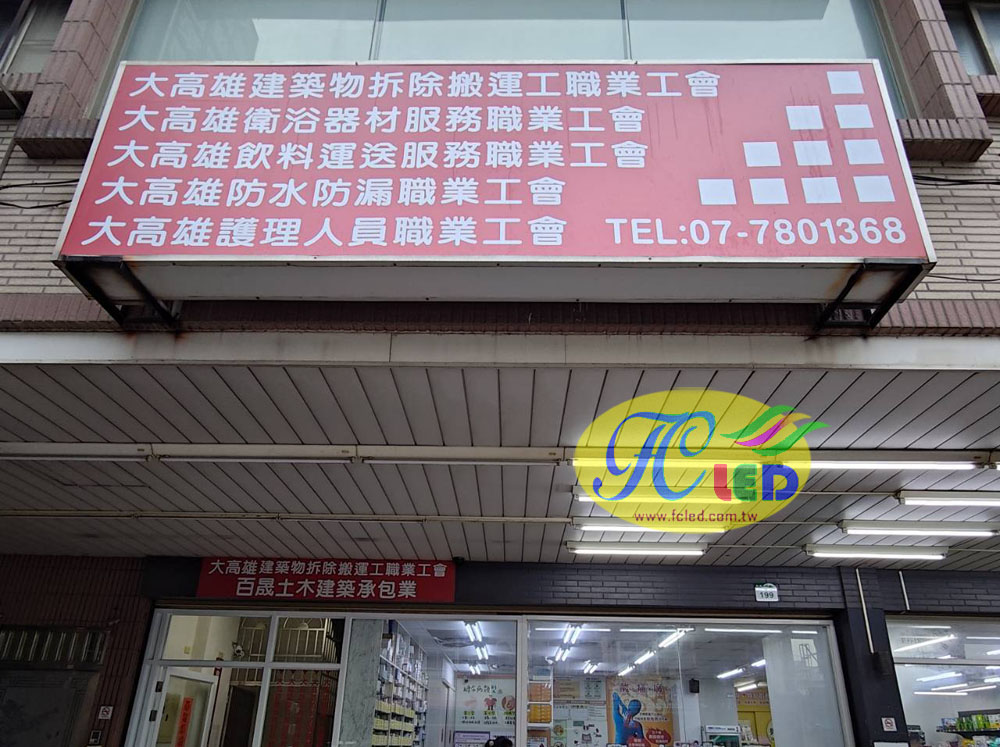 大高雄建築物拆除搬運工職業工會
大高雄衛浴器材服務職業工會
大高雄飲料運送服務職業工會
大高雄防水防漏職業工會
大高雄護理人員職業工會 TEL:07-7801368
FC LED
www.fcled.com.tw
大高雄建築物拆除搬運工職業工會
百晟土木建築承包業
199